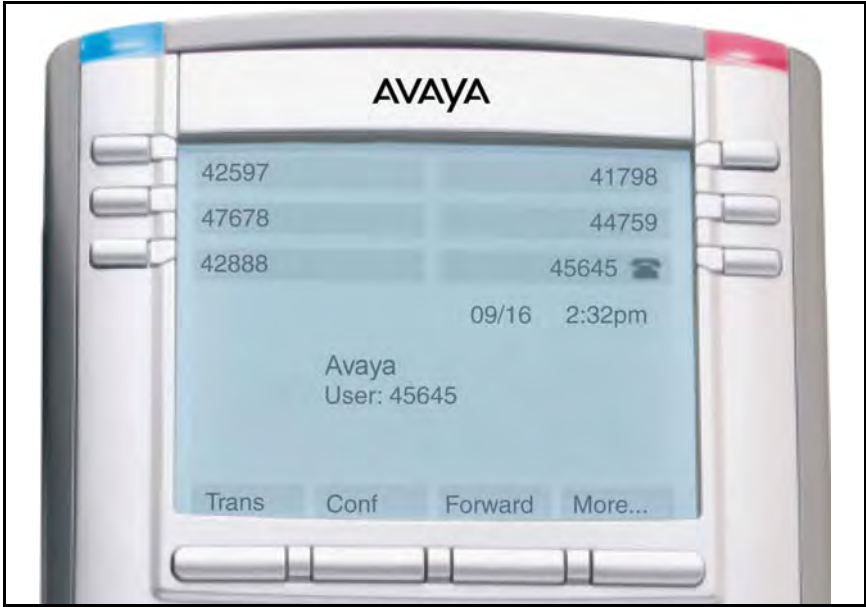 AVAYA
42597 41798
47678 44759
42888 45645
09/16 2:32pm
Avaya
User: 45645
Trans Conf Forward More...